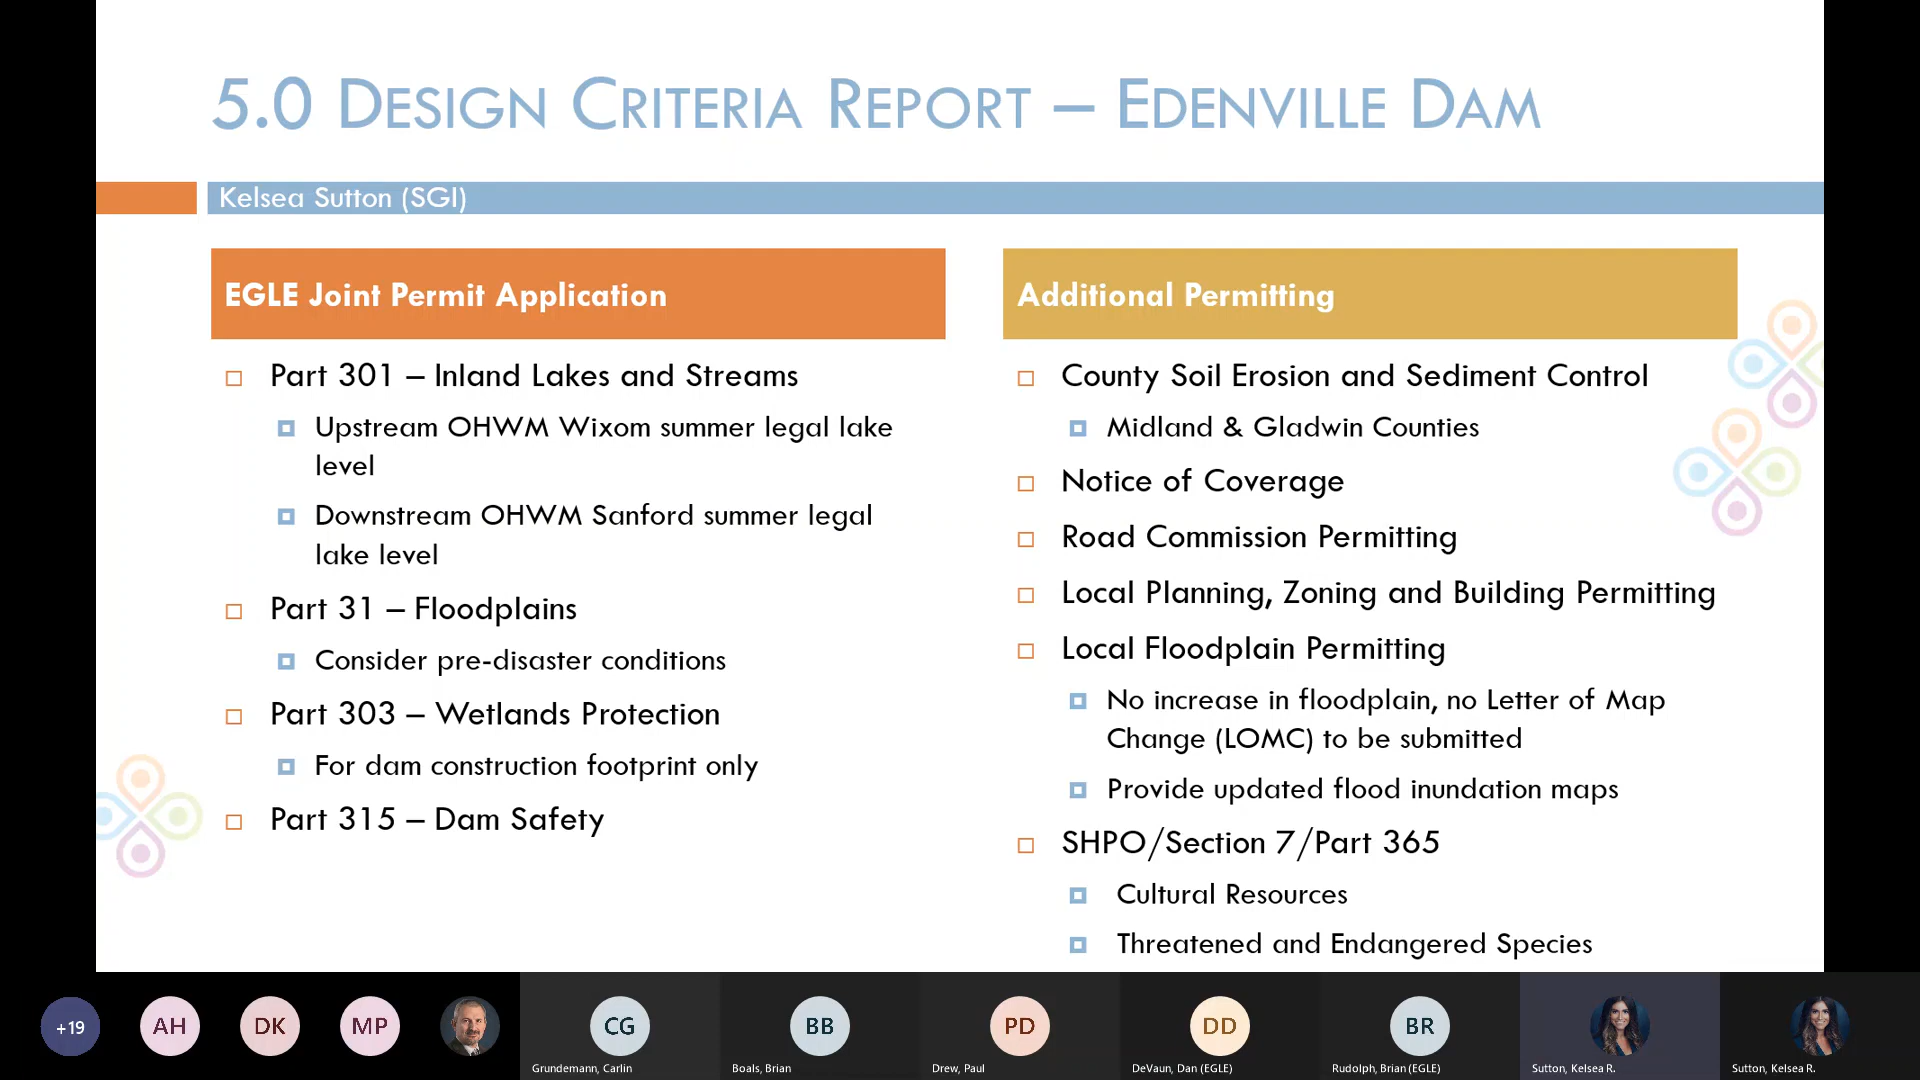 5.0 Design Criteria Report – Edenville Dam
Kelsea Sutton (SGI)
EGLE Joint Permit Application
Part 301 – Inland Lakes and Streams
Upstream OHWM Wixom summer legal lake
level
Downstream OHWM Sanford summer legal
lake level
Part 31 – Floodplains
Consider pre-disaster conditions
Part 303 – Wetlands Protection
For dam construction footprint only
Part 315 – Dam Safety
Additional Permitting
County Soil Erosion and Sediment Control
Midland & Gladwin Counties
Notice of Coverage
Road Commission Permitting
Local Planning, Zoning and Building Permitting
Local Floodplain Permitting
No increase in floodplain, no Letter of Map
Change (LOMC) to be submitted
Provide updated flood inundation maps
SHPO/Section 7/Part 365
Cultural Resources
Threatened and Endangered Species
+19
AH
DK
MP
CG
Grundemann, Carlin
BB
Boals, Brian
PD
Drew, Paul
DD
DeVaun, Dan (EGLE)
BR
Rudolph, Brian (EGLE)
Sutton, Kelsea R.
Sutton, Kelsea R.